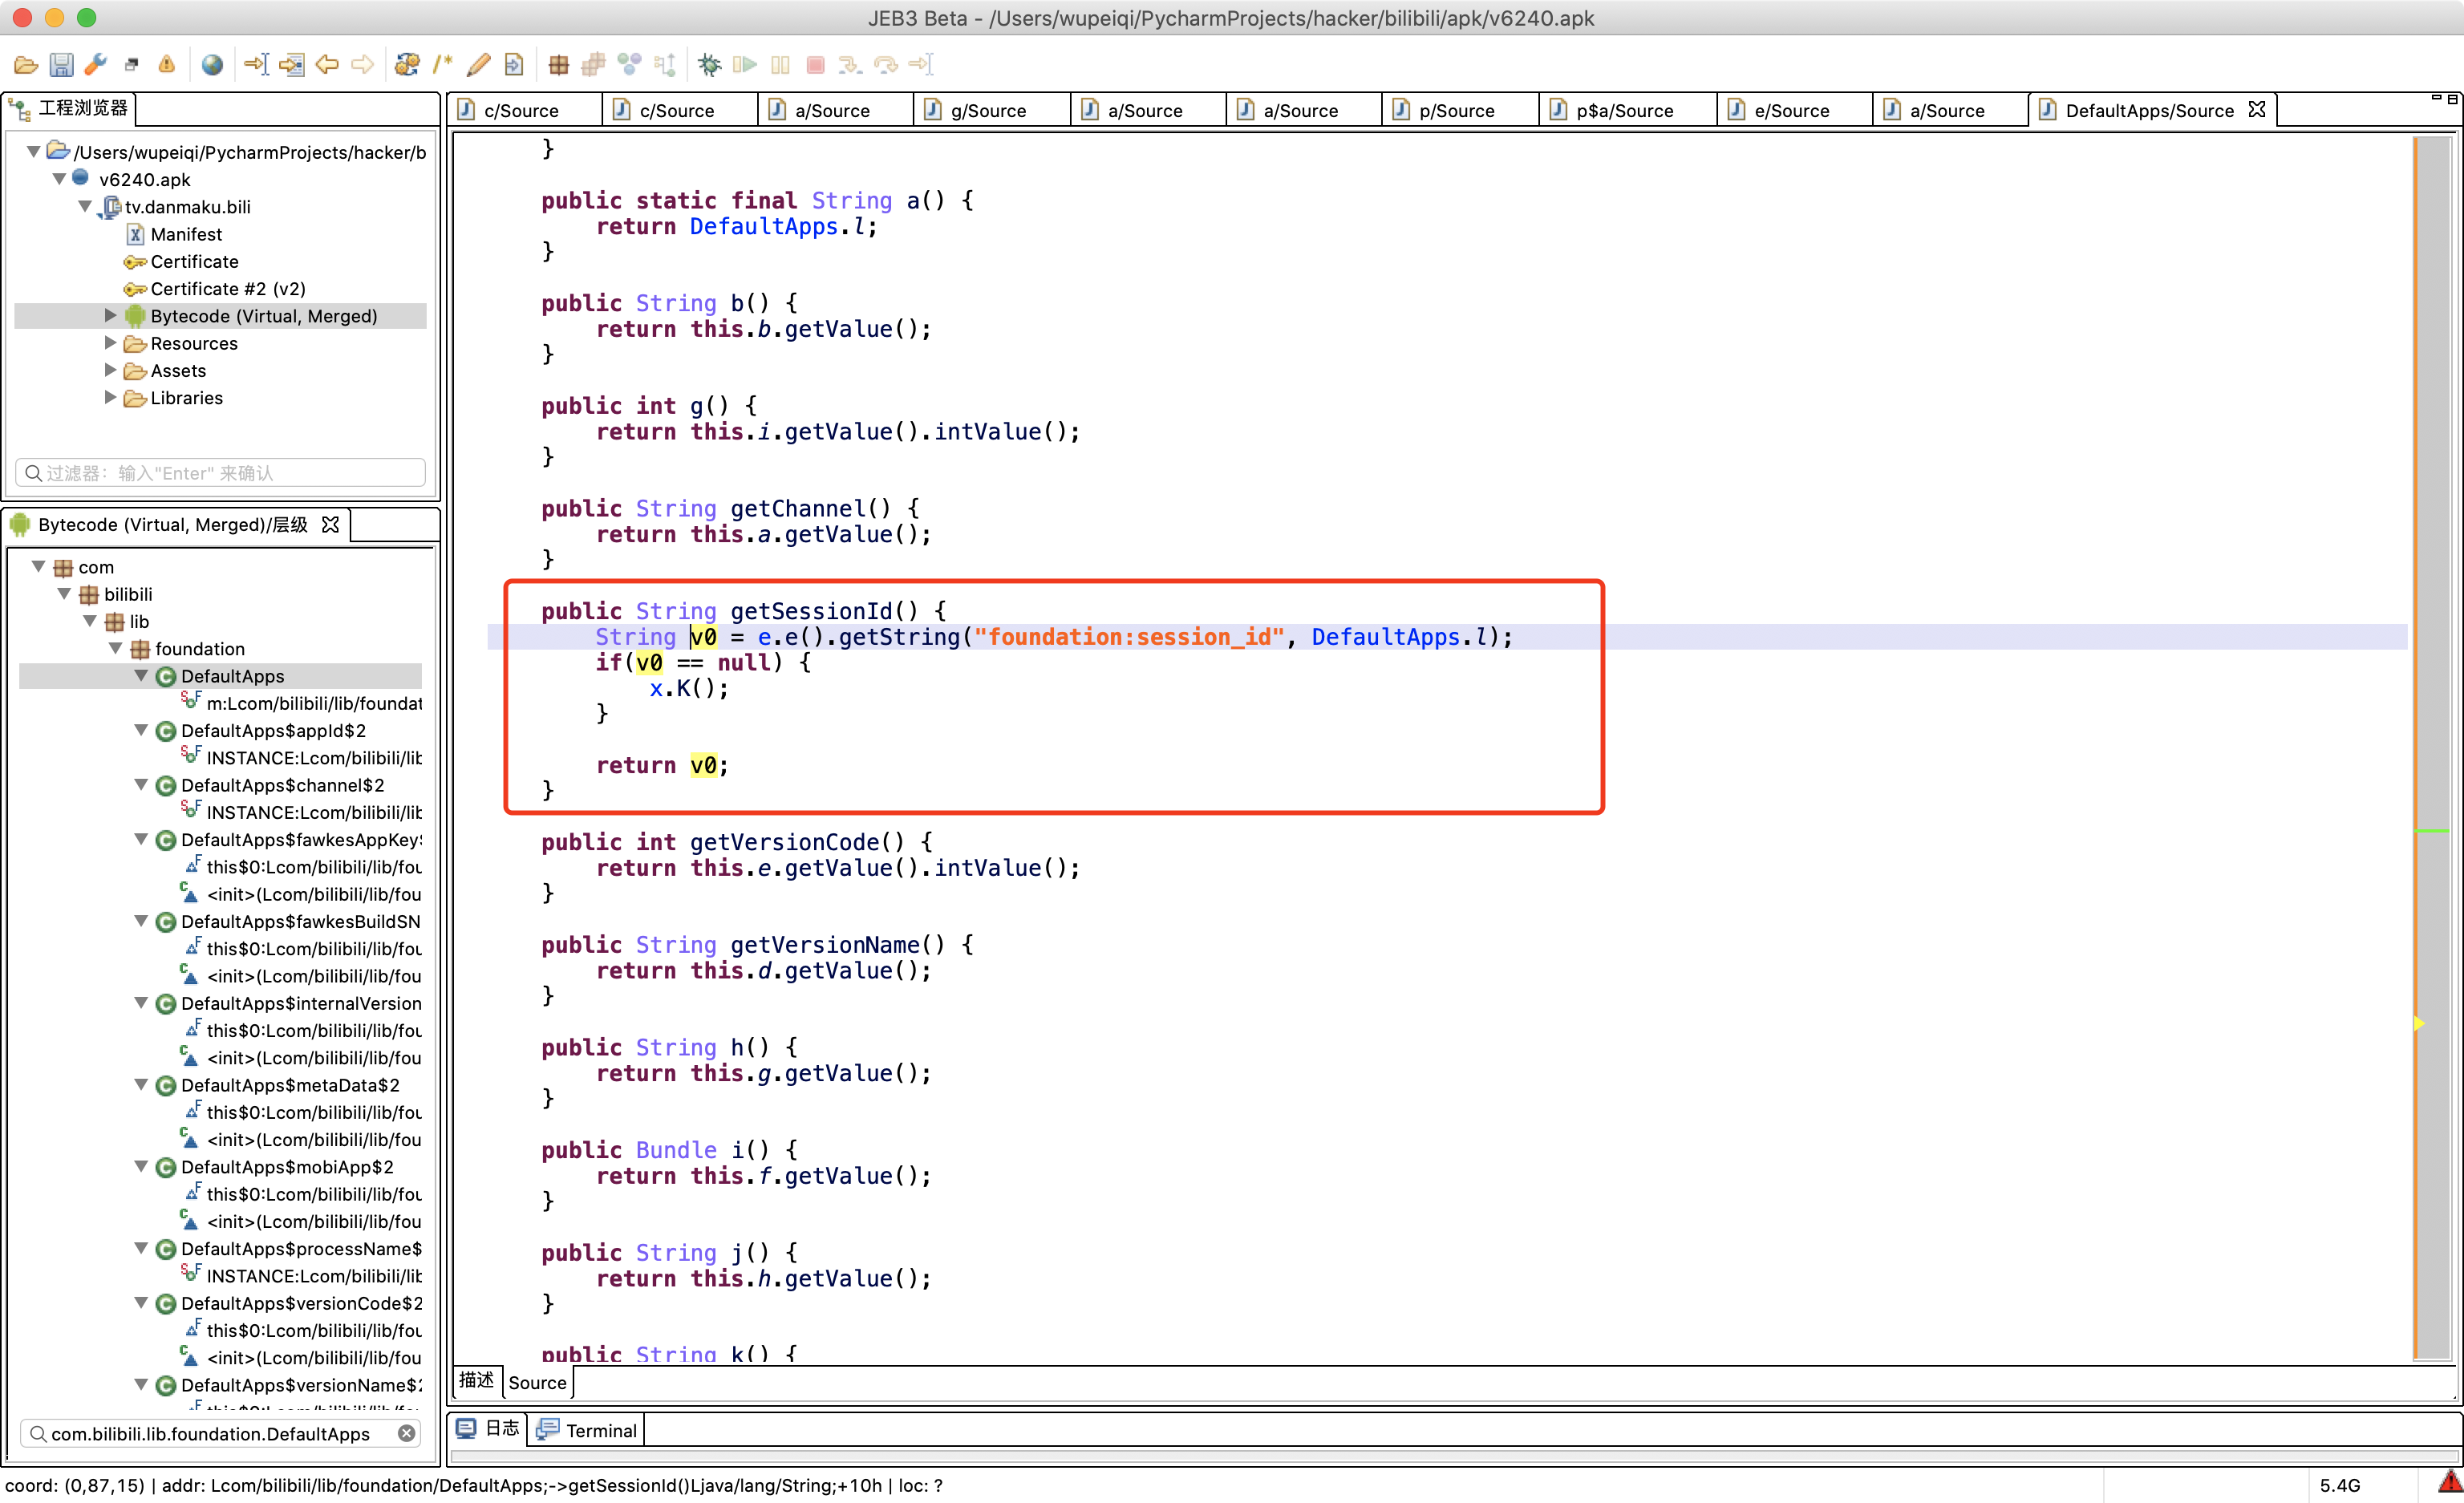 JEB3 Beta - /Users/wupeiqi/PycharmProjects/hacker/bilibili/apk/v6240.apk
工程浏览器
/Users/wupeiqi/PycharmProjects/hacker/b
v6240.apk
tv.danmaku.bili
Manifest
Certificate
Certificate #2 (v2)
Bytecode (Virtual, Merged)
Resources
Assets
Libraries
过滤器：输入"Enter" 来确认
Bytecode (Virtual, Merged)/层级
com
bilibili
lib
foundation
DefaultApps
m:Lcom/bilibili/lib/foundat
DefaultApps$appId$2
INSTANCE:Lcom/bilibili/lib
DefaultApps$channel$2
INSTANCE:Lcom/bilibili/lib
DefaultApps$fawkesAppKey
this$0:Lcom/bilibili/lib/fou
<init>(Lcom/bilibili/lib/fou
DefaultApps$fawkesBuildSN
this$0:Lcom/bilibili/lib/fou
<init>(Lcom/bilibili/lib/fou
DefaultApps$internalVersion
this$0:Lcom/bilibili/lib/fou
<init>(Lcom/bilibili/lib/fou
DefaultApps$metaData$2
this$0:Lcom/bilibili/lib/fou
<init>(Lcom/bilibili/lib/fou
DefaultApps$mobiApp$2
this$0:Lcom/bilibili/lib/fou
<init>(Lcom/bilibili/lib/fou
DefaultApps$processName$
INSTANCE:Lcom/bilibili/lib
DefaultApps$versionCode$2
this$0:Lcom/bilibili/lib/fou
<init>(Lcom/bilibili/lib/fou
DefaultApps$versionName$2
com.bilibili.lib.foundation.DefaultApps
c/Source
c/Source
a/Source
g/Source
a/Source
a/Source
p/Source
p$a/Source
e/Source
a/Source
DefaultApps/Source
}
public static final String a() {
return DefaultApps.l;
}
public String b() {
return this.b.getValue();
}
public int g() {
return this.i.getValue().intValue();
}
public String getChannel() {
return this.a.getValue();
}
public String getSessionId() {
String v0 = e.e().getString("foundation:session_id", DefaultApps.l);
if(v0 == null) {
x.K();
}
return v0;
}
public int getVersionCode() {
return this.e.getValue().intValue();
}
public String getVersionName() {
return this.d.getValue();
}
public String h() {
return this.g.getValue();
}
public Bundle i() {
return this.f.getValue();
}
public String j() {
return this.h.getValue();
}
public String k() {
描述
Source
日志
Terminal
coord: (0,87,15) | addr: Lcom/bilibili/lib/foundation/DefaultApps;->getSessionId()Ljava/lang/String;+10h | loc: ?
5.4G